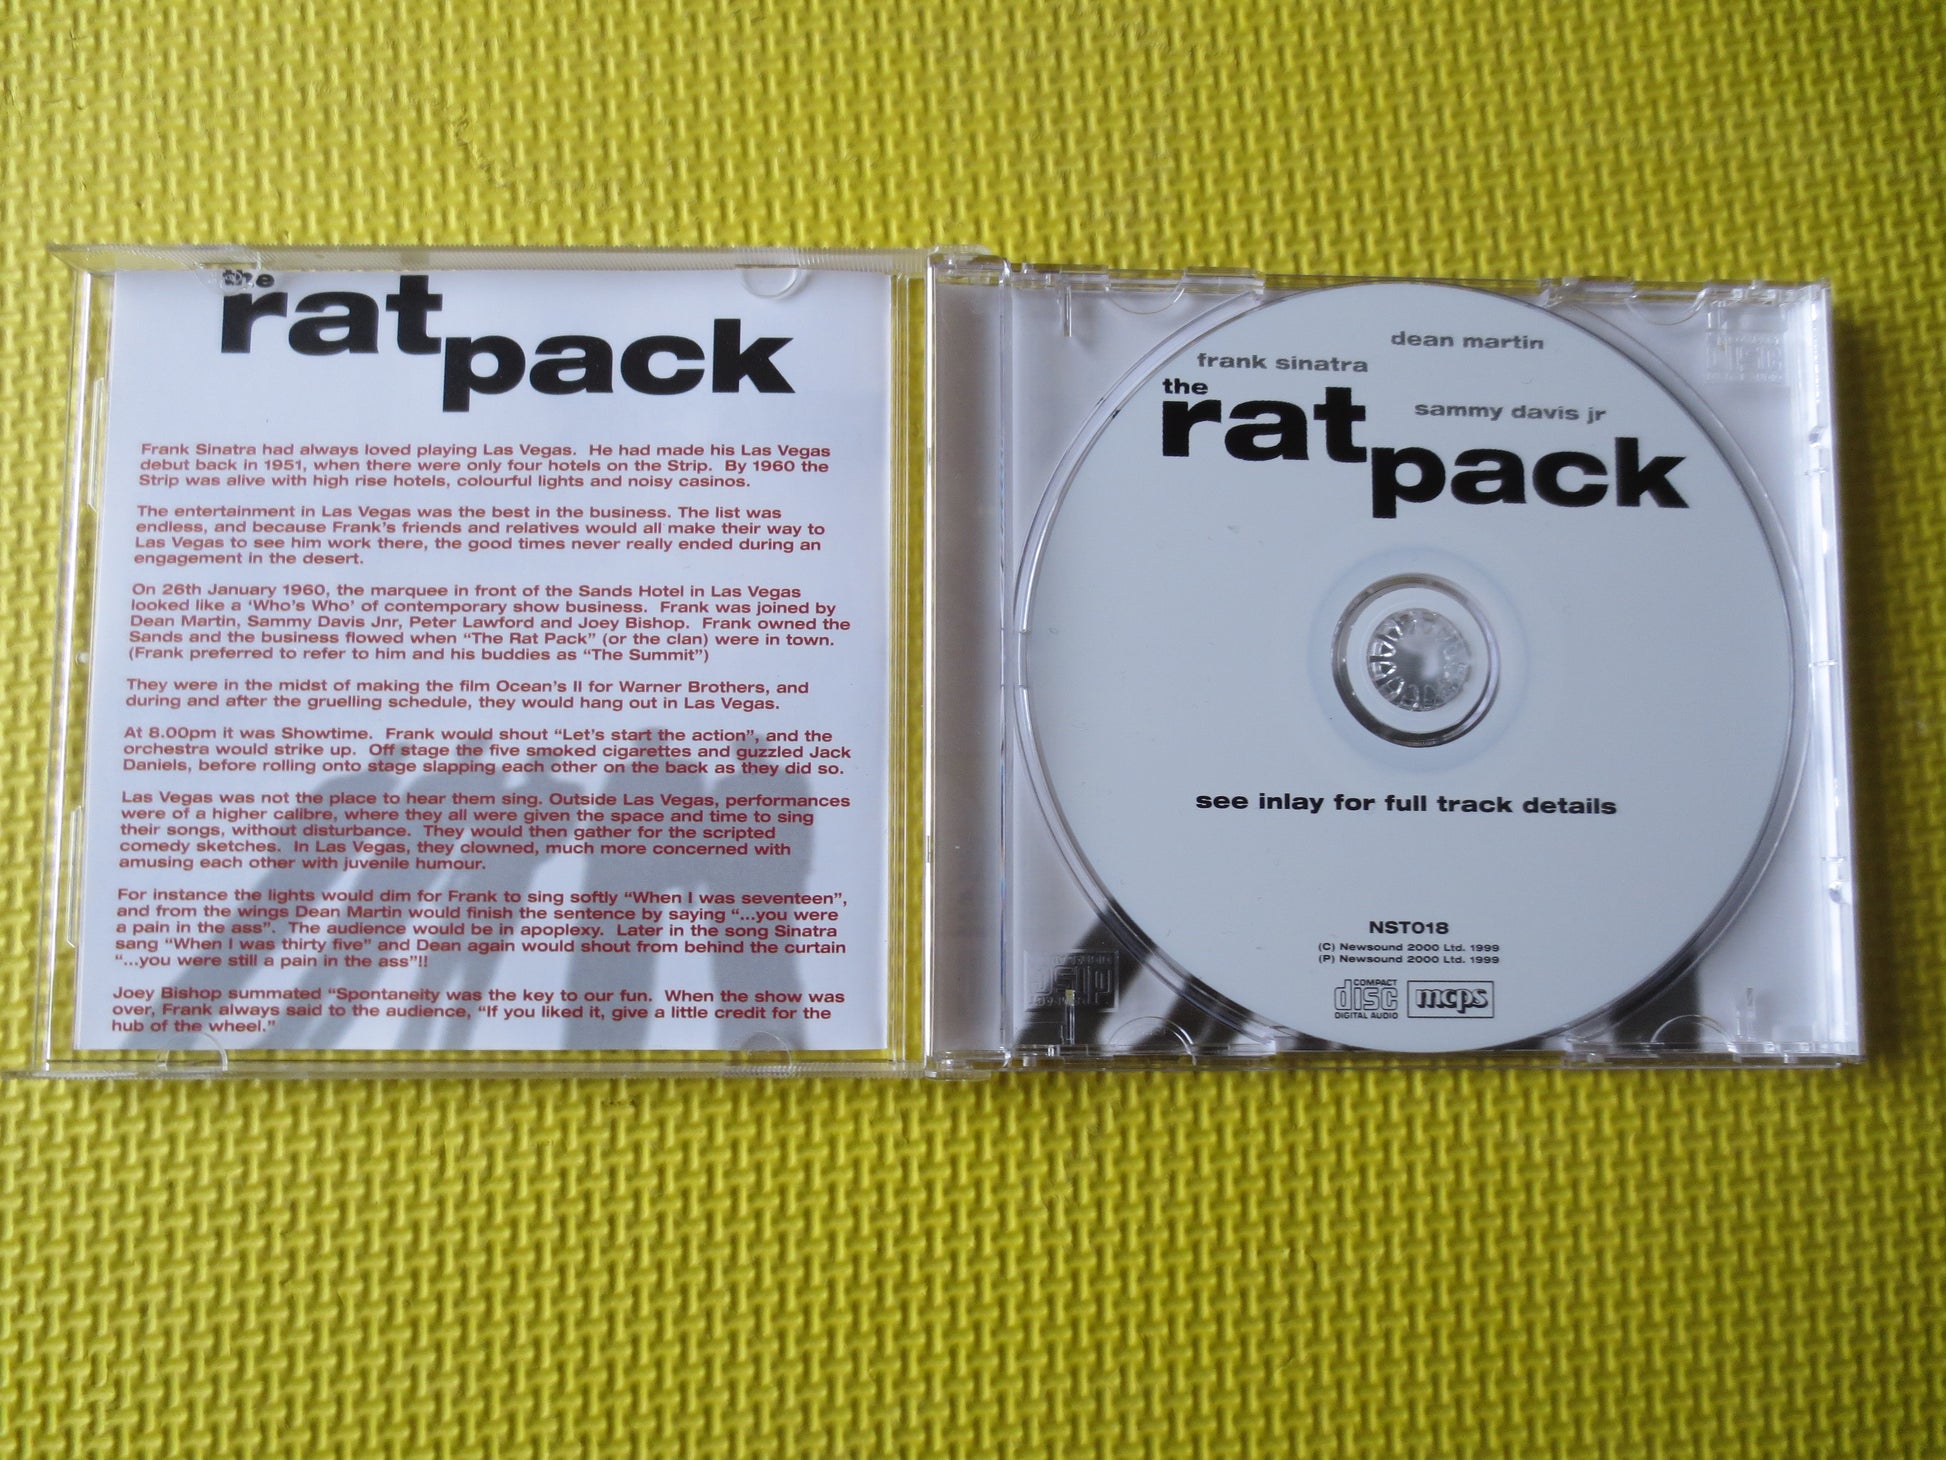 the
rat
pack
Frank Sinatra had always loved playing Las Vegas. He had made his Las Vegas
debut back in 1951, when there were only four hotels on the Strip. By 1960 the
Strip was alive with high rise hotels, colourful lights and noisy casinos.
The entertainment in Las Vegas was the best in the business. The list was
endless, and because Frank's friends and relatives would all make their way to
Las Vegas to see him work there, the good times never really ended during an
engagement in the desert.
On 26th January 1960, the marquee in front of the Sands Hotel in Las Vegas
looked like a ‘Who's Who’ of contemporary show business. Frank was joined by
Dean Martin, Sammy Davis Jnr, Peter Lawford and Joey Bishop. Frank owned the
Sands and the business flowed when “The Rat Pack” (or the clan) were in town.
(Frank preferred to refer to him and his buddies as “The Summit”)
They were in the midst of making the film Ocean's II for Warner Brothers, and
during and after the gruelling schedule, they would hang out in Las Vegas.
At 8.00pm it was Showtime. Frank would shout “Let's start the action”, and the
orchestra would strike up. Off stage the five smoked cigarettes and guzzled Jack
Daniels, before rolling onto stage slapping each other on the back as they did so.
Las Vegas was not the place to hear them sing. Outside Las Vegas, performances
were of a higher calibre, where they all were given the space and time to sing
their songs, without disturbance. They would then gather for the scripted
comedy sketches. In Las Vegas, they clowned, much more concerned with
amusing each other with juvenile humour.
For instance the lights would dim for Frank to sing softly “When I was seventeen”,
and from the wings Dean Martin would finish the sentence by saying “...you were
a pain in the ass”. The audience would be in apoplexy. Later in the song Sinatra
sang “When I was thirty five” and Dean again would shout from behind the curtain
“...you were still a pain in the ass”!!
Joey Bishop summated “Spontaneity was the key to our fun. When the show was
over, Frank always said to the audience, “If you liked it, give a little credit for the
hub of the wheel.”
dean martin
frank sinatra
the
sammy davis jr
rat
pack
see inlay for full track details
NST018
(C) Newsound 2000 Ltd. 1999
(P) Newsound 2000 Ltd. 1999
COMPACT
disc
DIGITAL AUDIO
mcps